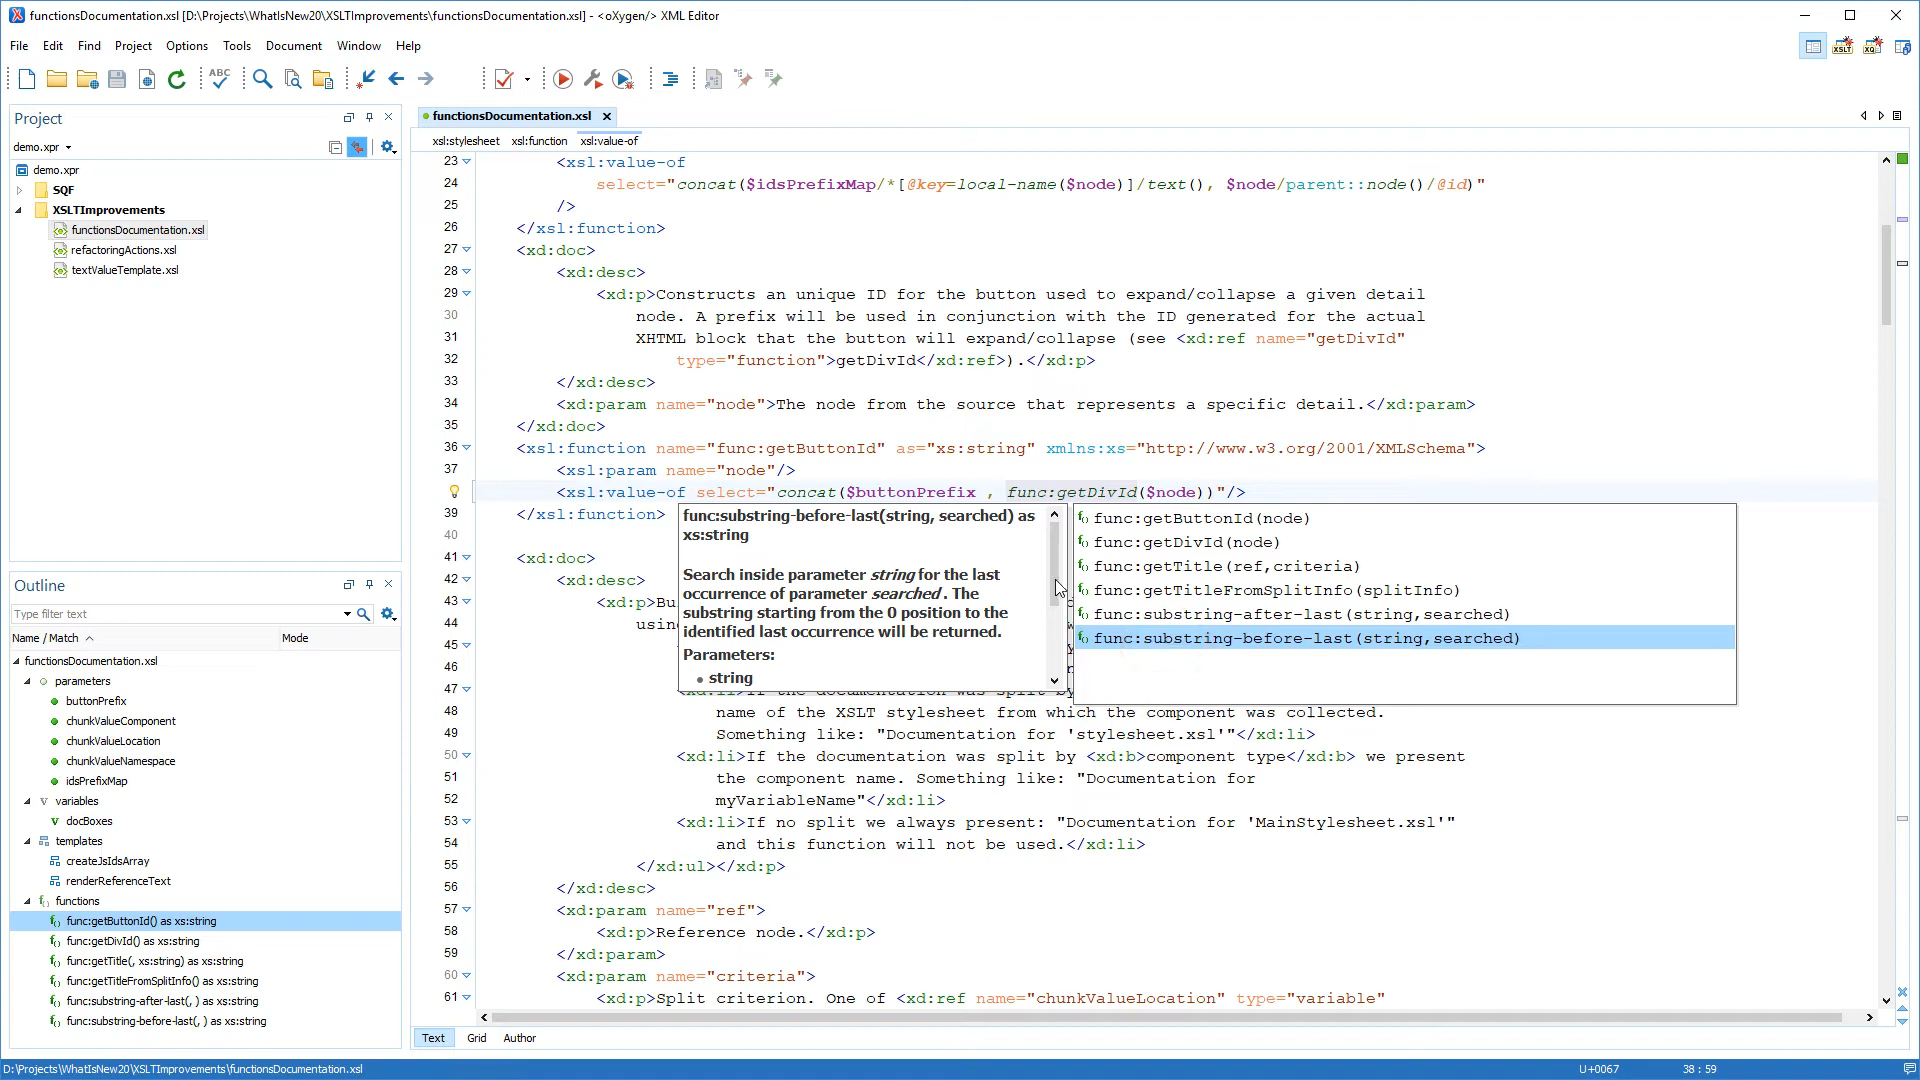 functionsDocumentation.xsl [D:\Projects\WhatIsNew20\XSLTImprovements\functionsDocumentation.xsl] - <oXygen/> XML Editor
File Edit Find Project Options Tools Document Window Help
ABC
XSLT XQ
Project
demo.xpr
demo.xpr
SQF
XSLTImprovements
functionsDocumentation.xsl
refactoringActions.xsl
textValueTemplate.xsl
Outline
Type filter text
Name / Match Mode
functionsDocumentation.xsl
parameters
buttonPrefix
chunkValueComponent
chunkValueLocation
chunkValueNamespace
idsPrefixMap
variables
docBoxes
templates
createJsIdsArray
renderReferenceText
functions
func:getButtonId() as xs:string
func:getDivId() as xs:string
func:getTitle(, xs:string) as xs:string
func:getTitleFromSplitInfo() as xs:string
func:substring-after-last(, ) as xs:string
func:substring-before-last(, ) as xs:string
functionsDocumentation.xsl
xsl:stylesheet xsl:function xsl:value-of
23 <xsl:value-of
24 select="concat($idsPrefixMap/*[@key=local-name($node)]/text(), $node/parent::node()/@id)"
25 />
26 </xsl:function>
27 <xd:doc>
28 <xd:desc>
29 <xd:p>Constructs an unique ID for the button used to expand/collapse a given detail
30 node. A prefix will be used in conjunction with the ID generated for the actual
31 XHTML block that the button will expand/collapse (see <xd:ref name="getDivId"
32 type="function">getDivId</xd:ref>).</xd:p>
33 </xd:desc>
34 <xd:param name="node">The node from the source that represents a specific detail.</xd:param>
35 </xd:doc>
36 <xsl:function name="func:getButtonId" as="xs:string" xmlns:xs="http://www.w3.org/2001/XMLSchema">
37 <xsl:param name="node"/>
<xsl:value-of select="concat($buttonPrefix , func:getDivId($node))"/>
39 </xsl:function>
40
41 <xd:doc>
42 <xd:desc>
43 <xd:p>Bu
44 usin
45
46
47 <xd:li>If the documentation was split by
48 name of the XSLT stylesheet from which the component was collected.
49 Something like: "Documentation for 'stylesheet.xsl'"</xd:li>
50 <xd:li>If the documentation was split by <xd:b>component type</xd:b> we present
51 the component name. Something like: "Documentation for
52 myVariableName"</xd:li>
53 <xd:li>If no split we always present: "Documentation for 'MainStylesheet.xsl'"
54 and this function will not be used.</xd:li>
55 </xd:ul></xd:p>
56 </xd:desc>
57 <xd:param name="ref">
58 <xd:p>Reference node.</xd:p>
59 </xd:param>
60 <xd:param name="criteria">
61 <xd:p>Split criterion. One of <xd:ref name="chunkValueLocation" type="variable"
func:substring-before-last(string, searched) as
xs:string
Search inside parameter string for the last
occurrence of parameter searched . The
substring starting from the 0 position to the
identified last occurrence will be returned.
Parameters:
string
func:getButtonId(node)
func:getDivId(node)
func:getTitle(ref,criteria)
func:getTitleFromSplitInfo(splitInfo)
func:substring-after-last(string,searched)
func:substring-before-last(string,searched)
Text Grid Author
D:\Projects\WhatIsNew20\XSLTImprovements\functionsDocumentation.xsl U+0067 38 : 59